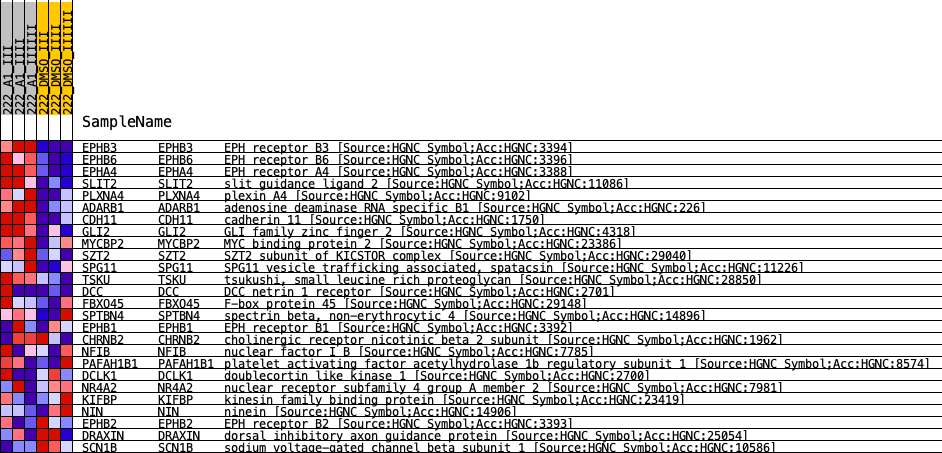 222_A1_III
222_A1_IIII
222_A1_IIIIII
222_DMSO_III
222_DMSO_IIII
222_DMSO_IIIIII
SampleName
EPHB3 EPHB3 EPH receptor B3 [Source:HGNC Symbol;Acc:HGNC:3394]
EPHB6 EPHB6 EPH receptor B6 [Source:HGNC Symbol;Acc:HGNC:3396]
EPHA4 EPHA4 EPH receptor A4 [Source:HGNC Symbol;Acc:HGNC:3388]
SLIT2 SLIT2 slit guidance ligand 2 [Source:HGNC Symbol;Acc:HGNC:11086]
PLXNA4 PLXNA4 plexin A4 [Source:HGNC Symbol;Acc:HGNC:9102]
ADARB1 ADARB1 adenosine deaminase RNA specific B1 [Source:HGNC Symbol;Acc:HGNC:226]
CDH11 CDH11 cadherin 11 [Source:HGNC Symbol;Acc:HGNC:1750]
GLI2 GLI2 GLI family zinc finger 2 [Source:HGNC Symbol;Acc:HGNC:4318]
MYCBP2 MYCBP2 MYC binding protein 2 [Source:HGNC Symbol;Acc:HGNC:23386]
SZT2 SZT2 SZT2 subunit of KICSTOR complex [Source:HGNC Symbol;Acc:HGNC:29040]
SPG11 SPG11 SPG11 vesicle trafficking associated, spatacsin [Source:HGNC Symbol;Acc:HGNC:11226]
TSKU TSKU tsukushi, small leucine rich proteoglycan [Source:HGNC Symbol;Acc:HGNC:28850]
DCC DCC DCC netrin 1 receptor [Source:HGNC Symbol;Acc:HGNC:2701]
FBXO45 FBXO45 F-box protein 45 [Source:HGNC Symbol;Acc:HGNC:29148]
SPTBN4 SPTBN4 spectrin beta, non-erythrocytic 4 [Source:HGNC Symbol;Acc:HGNC:14896]
EPHB1 EPHB1 EPH receptor B1 [Source:HGNC Symbol;Acc:HGNC:3392]
CHRNB2 CHRNB2 cholinergic receptor nicotinic beta 2 subunit [Source:HGNC Symbol;Acc:HGNC:1962]
NFIB NFIB nuclear factor I B [Source:HGNC Symbol;Acc:HGNC:7785]
PAFAH1B1 PAFAH1B1 platelet activating factor acetylhydrolase 1b regulatory subunit 1 [Source:HGNC Symbol;Acc:HGNC:8574]
DCLK1 DCLK1 doublecortin like kinase 1 [Source:HGNC Symbol;Acc:HGNC:2700]
NR4A2 NR4A2 nuclear receptor subfamily 4 group A member 2 [Source:HGNC Symbol;Acc:HGNC:7981]
KIFBP KIFBP kinesin family binding protein [Source:HGNC Symbol;Acc:HGNC:23419]
NIN NIN ninein [Source:HGNC Symbol;Acc:HGNC:14906]
EPHB2 EPHB2 EPH receptor B2 [Source:HGNC Symbol;Acc:HGNC:3393]
DRAXIN DRAXIN dorsal inhibitory axon guidance protein [Source:HGNC Symbol;Acc:HGNC:25054]
SCN1B SCN1B sodium voltage-gated channel beta subunit 1 [Source:HGNC Symbol;Acc:HGNC:10586]